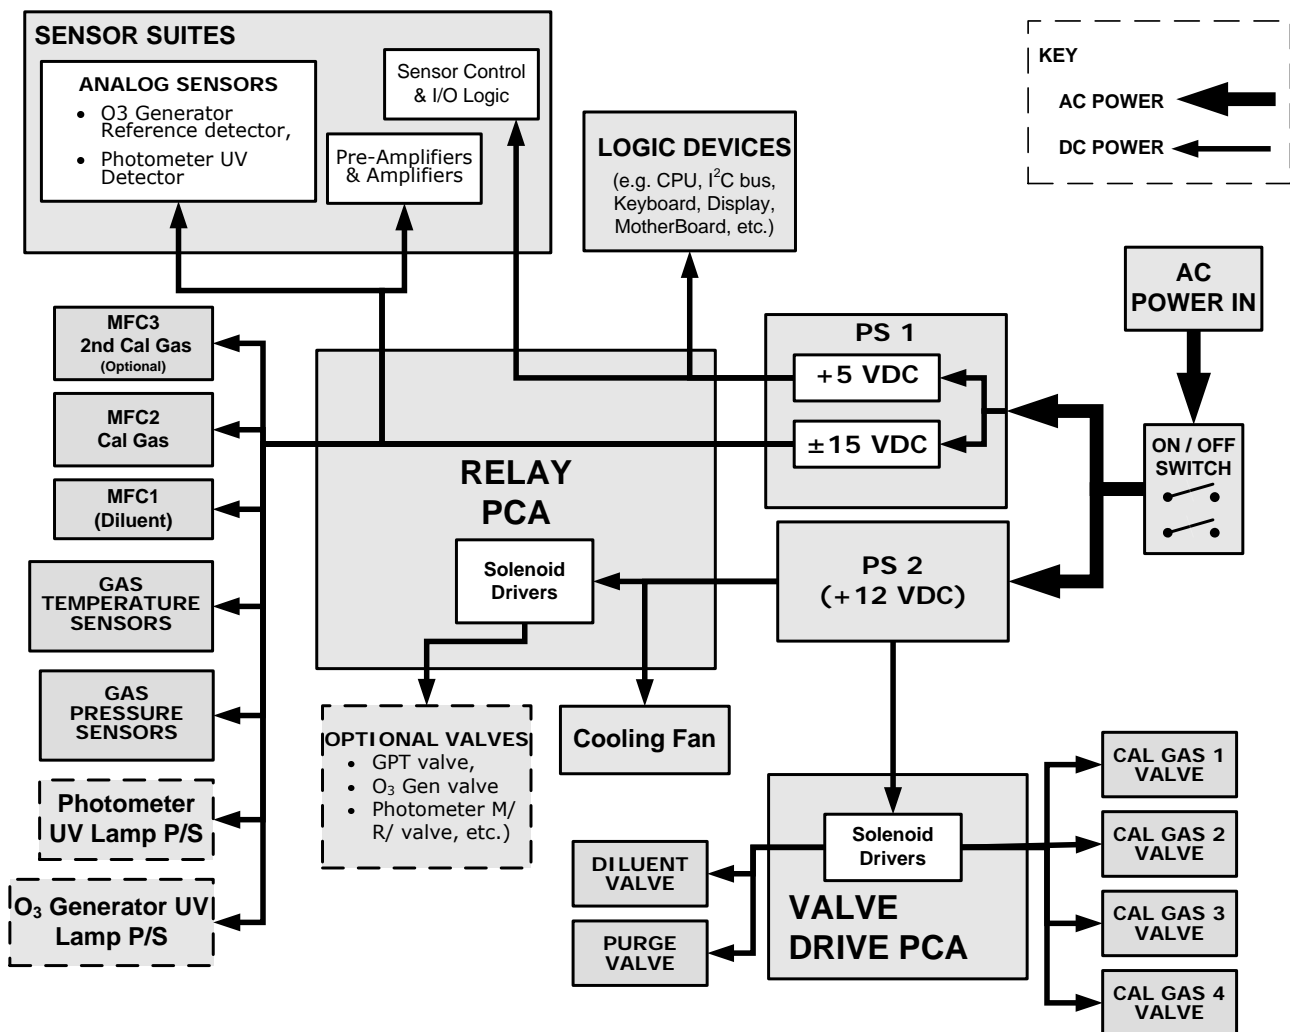 SENSOR SUITES
ANALOG SENSORS
• O3 Generator
Reference detector,
• Photometer UV
Detector
Sensor Control
& I/O Logic
Pre-Amplifiers
& Amplifiers
LOGIC DEVICES
(e.g. CPU, I²C bus,
Keyboard, Display,
MotherBoard, etc.)
KEY
AC POWER
DC POWER
AC
POWER IN
MFC3
2nd Cal Gas
(Optional)
MFC2
Cal Gas
MFC1
(Diluent)
GAS
TEMPERATURE
SENSORS
GAS
PRESSURE
SENSORS
Photometer
UV Lamp P/S
O₃ Generator UV
Lamp P/S
RELAY
PCA
Solenoid
Drivers
PS 1
+5 VDC
±15 VDC
ON / OFF
SWITCH
PS 2
(+12 VDC)
OPTIONAL VALVES
• GPT valve,
• O₃ Gen valve
• Photometer M/
R/ valve, etc.)
Cooling Fan
Solenoid
Drivers
VALVE
DRIVE PCA
DILUENT
VALVE
PURGE
VALVE
CAL GAS 1
VALVE
CAL GAS 2
VALVE
CAL GAS 3
VALVE
CAL GAS 4
VALVE